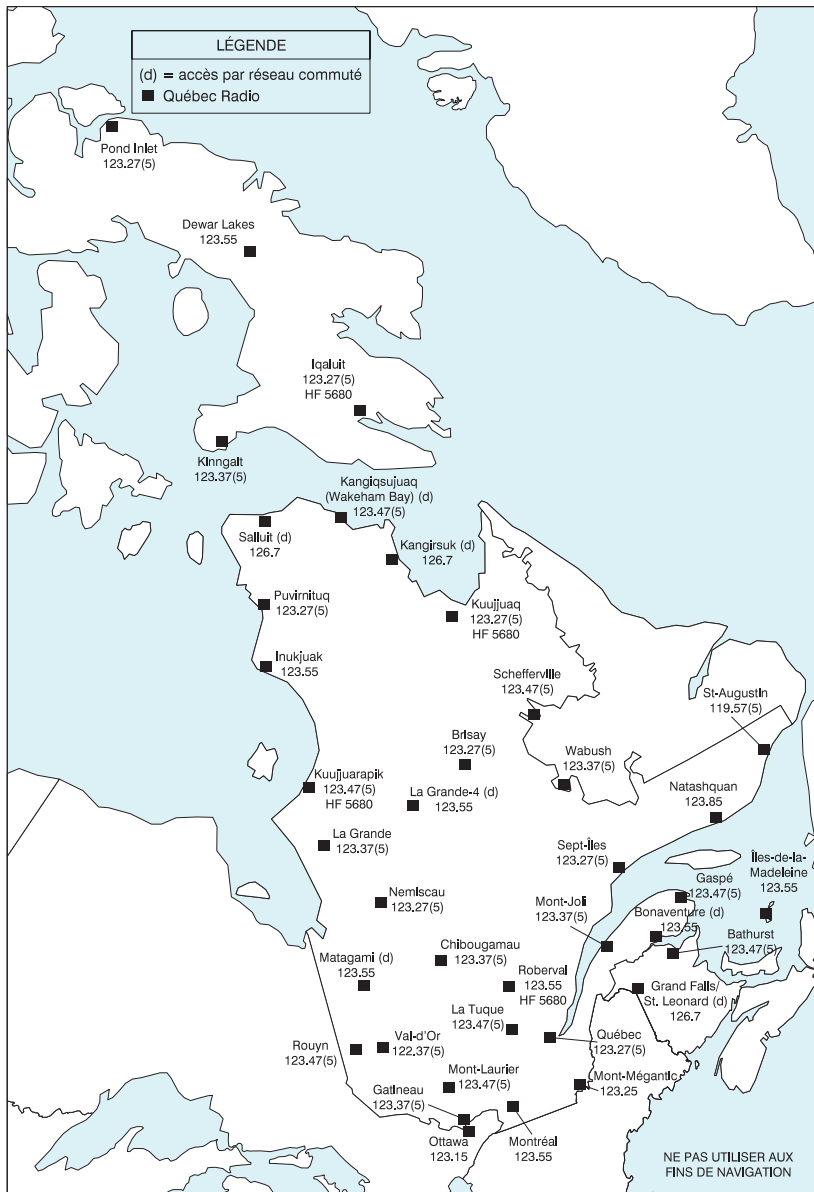 LÉGENDE
(d) = accès par réseau commuté
Québec Radio
Pond Inlet
123.27(5)
Dewar Lakes
123.55
Iqaluit
123.27(5)
HF 5680
Kinngait
123.37(5)
Kangiqsujuaq
(Wakeham Bay) (d)
123.47(5)
Salluit (d)
126.7
Kangirsuk (d)
126.7
Puvirnituq
123.27(5)
Kuujjuaq
123.27(5)
HF 5680
Inukjuak
123.55
Schefferville
123.47(5)
St-Augustin
119.57(5)
Brisay
123.27(5)
Wabush
123.37(5)
Kuujjuarapik
123.47(5)
HF 5680
La Grande-4 (d)
123.55
Natashquan
123.85
La Grande
123.37(5)
Sept-Îles
123.27(5)
Îles-de-la-
Madeleine
123.55
Gaspé
123.47(5)
Nemiscau
123.27(5)
Mont-Joli
123.37(5)
Bonaventure (d)
123.55
Bathurst
123.47(5)
Chibougamau
123.37(5)
Matagami (d)
123.55
Roberval
123.55
HF 5680
Grand Falls/
St. Leonard (d)
126.7
La Tuque
123.47(5)
Québec
123.27(5)
Rouyn
123.47(5)
Val-d'Or
122.37(5)
Mont-Laurier
123.47(5)
Mont-Mégantic
123.25
Gatineau
123.37(5)
Ottawa
123.15
Montréal
123.55
NE PAS UTILISER AUX
FINS DE NAVIGATION